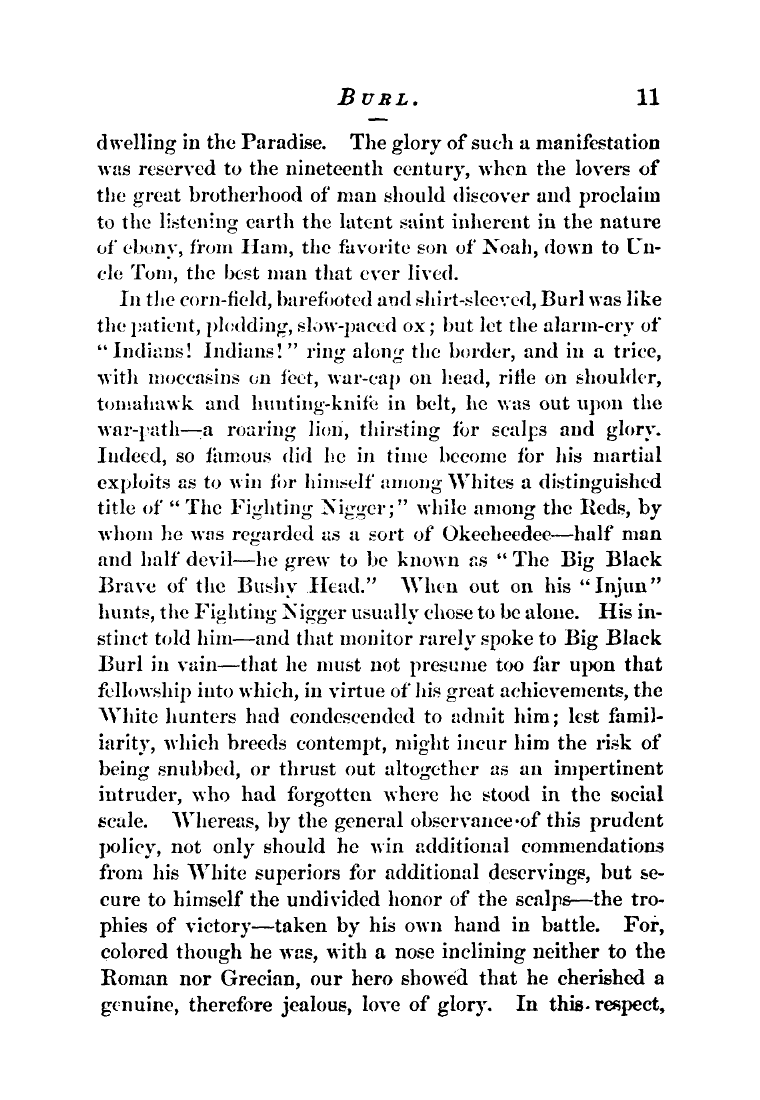 BURL. 11
dwelling in the Paradise. The glory of such a manifestation
was reserved to the nineteenth century, when the lovers of
the great brotherhood of man should discover and proclaim
to the listening earth the latent saint inherent in the nature
of ebony, from Ham, the favorite son of Noah, down to Un-
cle Tom, the best man that ever lived.
In the corn-field, barefooted and shirt-sleeved, Burl was like
the patient, plodding, slow-paced ox; but let the alarm-cry of
“Indians! Indians!” ring along the border, and in a trice,
with moccasins on feet, war-cap on head, rifle on shoulder,
tomahawk and hunting-knife in belt, he was out upon the
war-path—a roaring lion, thirsting for scalps and glory.
Indeed, so famous did he in time become for his martial
exploits as to win for himself among Whites a distinguished
title of “The Fighting Nigger;” while among the Reds, by
whom he was regarded as a sort of Okeeheedee—half man
and half devil—he grew to be known as “The Big Black
Brave of the Bushy Head.” When out on his “Injun”
hunts, the Fighting Nigger usually chose to be alone. His in-
stinct told him—and that monitor rarely spoke to Big Black
Burl in vain—that he must not presume too far upon that
fellowship into which, in virtue of his great achievements, the
White hunters had condescended to admit him; lest famil-
iarity, which breeds contempt, might incur him the risk of
being snubbed, or thrust out altogether as an impertinent
intruder, who had forgotten where he stood in the social
scale. Whereas, by the general observance of this prudent
policy, not only should he win additional commendations
from his White superiors for additional deservings, but se-
cure to himself the undivided honor of the scalps—the tro-
phies of victory—taken by his own hand in battle. For,
colored though he was, with a nose inclining neither to the
Roman nor Grecian, our hero showed that he cherished a
genuine, therefore jealous, love of glory. In this respect,